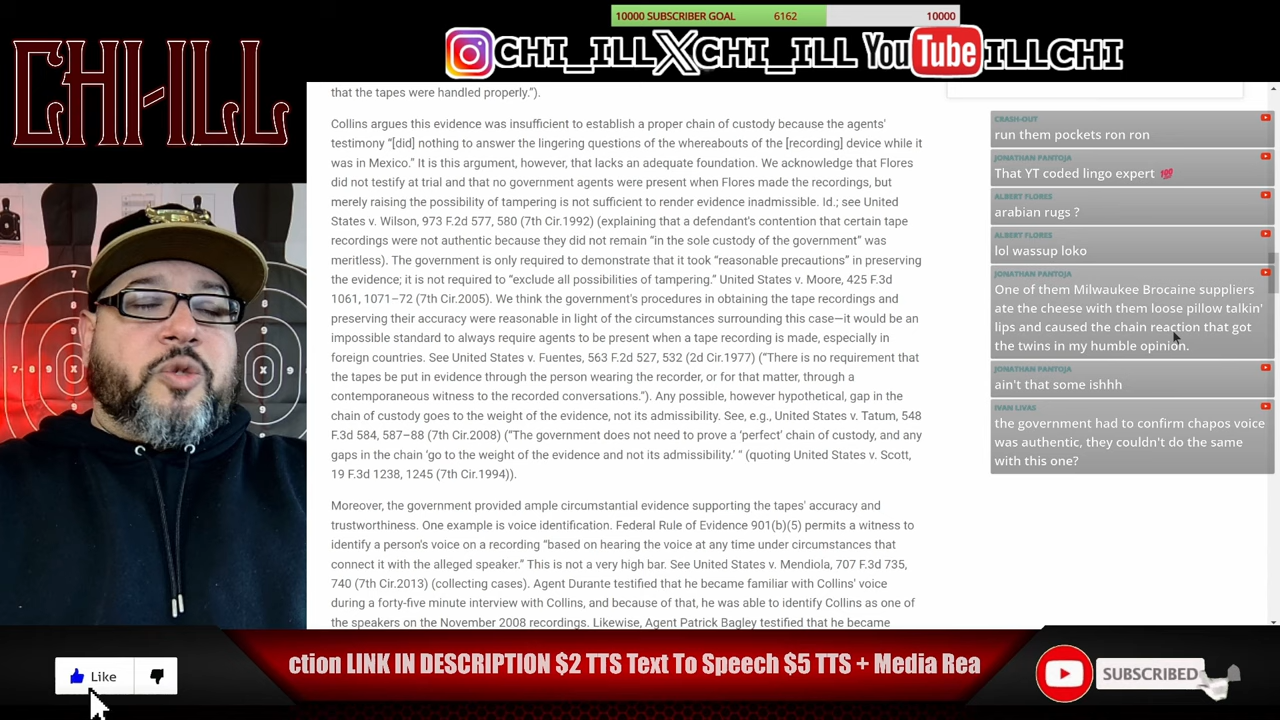 10000 SUBSCRIBER GOAL 6162 10000
CHI-ILL
CHI_ILL X CHI_ILL YouTube ILLCHI
that the tapes were handled properly.”).
Collins argues this evidence was insufficient to establish a proper chain of custody because the agents'
testimony “[did] nothing to answer the lingering questions of the whereabouts of the [recording] device while it
was in Mexico.” It is this argument, however, that lacks an adequate foundation. We acknowledge that Flores
did not testify at trial and that no government agents were present when Flores made the recordings, but
merely raising the possibility of tampering is not sufficient to render evidence inadmissible. Id.; see United
States v. Wilson, 973 F.2d 577, 580 (7th Cir.1992) (explaining that a defendant's contention that certain tape
recordings were not authentic because they did not remain “in the sole custody of the government” was
meritless). The government is only required to demonstrate that it took “reasonable precautions” in preserving
the evidence; it is not required to “exclude all possibilities of tampering.” United States v. Moore, 425 F.3d
1061, 1071–72 (7th Cir.2005). We think the government's procedures in obtaining the tape recordings and
preserving their accuracy were reasonable in light of the circumstances surrounding this case—it would be an
impossible standard to always require agents to be present when a tape recording is made, especially in
foreign countries. See United States v. Fuentes, 563 F.2d 527, 532 (2d Cir.1977) (“There is no requirement that
the tapes be put in evidence through the person wearing the recorder, or for that matter, through a
contemporaneous witness to the recorded conversations.”). Any possible, however hypothetical, gap in the
chain of custody goes to the weight of the evidence, not its admissibility. See, e.g., United States v. Tatum, 548
F.3d 584, 587–88 (7th Cir.2008) (“The government does not need to prove a ‘perfect’ chain of custody, and any
gaps in the chain ‘go to the weight of the evidence and not its admissibility.’ “ (quoting United States v. Scott,
19 F.3d 1238, 1245 (7th Cir.1994)).
Moreover, the government provided ample circumstantial evidence supporting the tapes' accuracy and
trustworthiness. One example is voice identification. Federal Rule of Evidence 901(b)(5) permits a witness to
identify a person's voice on a recording “based on hearing the voice at any time under circumstances that
connect it with the alleged speaker.” This is not a very high bar. See United States v. Mendiola, 707 F.3d 735,
740 (7th Cir.2013) (collecting cases). Agent Durante testified that he became familiar with Collins' voice
during a forty-five minute interview with Collins, and because of that, he was able to identify Collins as one of
the speakers on the November 2008 recordings. Likewise, Agent Patrick Bagley testified that he became
CRASH-OUT
run them pockets ron ron
JONATHAN PANTOJA
That YT coded lingo expert 💯
ALBERT FLORES
arabian rugs ?
ALBERT FLORES
lol wassup loko
JONATHAN PANTOJA
One of them Milwaukee Brocaine suppliers
ate the cheese with them loose pillow talkin'
lips and caused the chain reaction that got
the twins in my humble opinion.
JONATHAN PANTOJA
ain't that some ishhh
IVAN LIVAS
the government had to confirm chapos voice
was authentic, they couldn't do the same
with this one?
ction LINK IN DESCRIPTION $2 TTS Text To Speech $5 TTS + Media Rea
Like
SUBSCRIBED